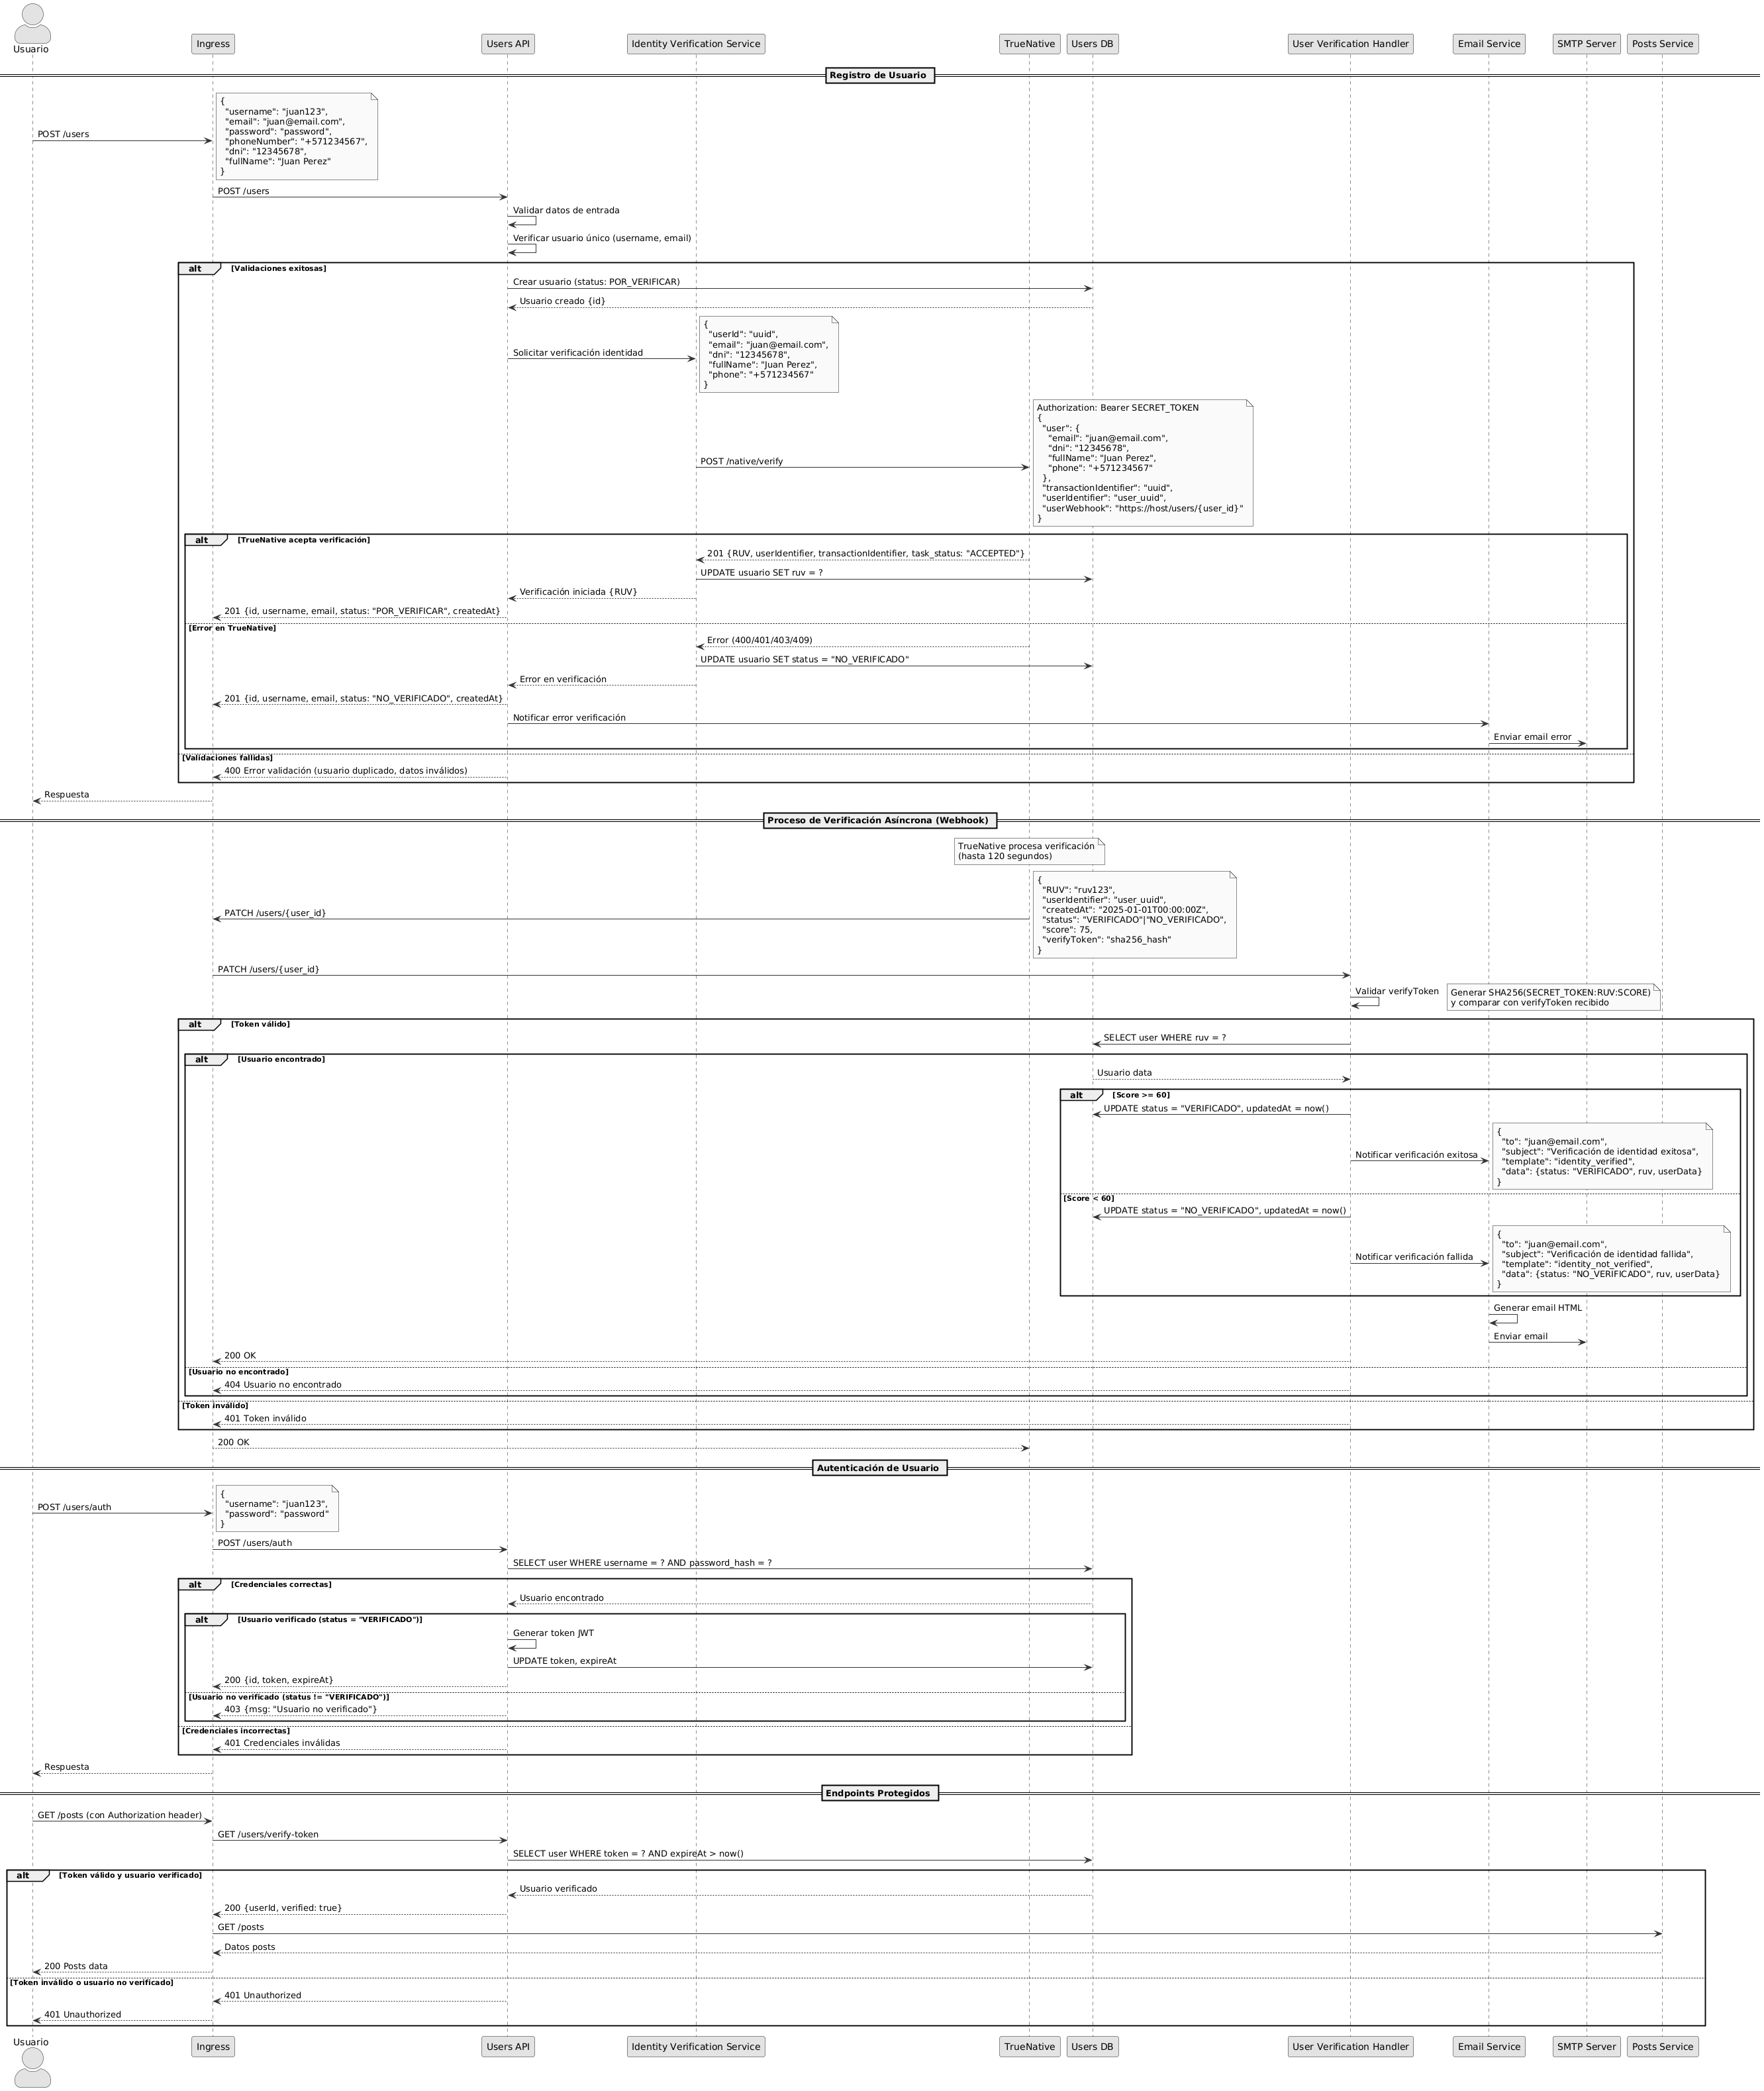 Usuario
Ingress
Users API
Identity Verification Service
TrueNative
Users DB
User Verification Handler
Email Service
SMTP Server
Posts Service
Registro de Usuario
POST /users
{
"username": "juan123",
"email": "juan@email.com",
"password": "password",
"phoneNumber": "+571234567",
"dni": "12345678",
"fullName": "Juan Perez"
}
POST /users
Validar datos de entrada
Verificar usuario único (username, email)
alt [Validaciones exitosas]
Crear usuario (status: POR_VERIFICAR)
Usuario creado {id}
Solicitar verificación identidad
{
"userId": "uuid",
"email": "juan@email.com",
"dni": "12345678",
"fullName": "Juan Perez",
"phone": "+571234567"
}
POST /native/verify
Authorization: Bearer SECRET_TOKEN
{
"user": {
"email": "juan@email.com",
"dni": "12345678",
"fullName": "Juan Perez",
"phone": "+571234567"
},
"transactionIdentifier": "uuid",
"userIdentifier": "user_uuid",
"userWebhook": "https://host/users/{user_id}"
}
alt [TrueNative acepta verificación]
201 {RUV, userIdentifier, transactionIdentifier, task_status: "ACCEPTED"}
UPDATE usuario SET ruv = ?
Verificación iniciada {RUV}
201 {id, username, email, status: "POR_VERIFICAR", createdAt}
[Error en TrueNative]
Error (400/401/403/409)
UPDATE usuario SET status = "NO_VERIFICADO"
Error en verificación
201 {id, username, email, status: "NO_VERIFICADO", createdAt}
Notificar error verificación
Enviar email error
[Validaciones fallidas]
400 Error validación (usuario duplicado, datos inválidos)
Respuesta
Proceso de Verificación Asíncrona (Webhook)
TrueNative procesa verificación
(hasta 120 segundos)
PATCH /users/{user_id}
{
"RUV": "ruv123",
"userIdentifier": "user_uuid",
"createdAt": "2025-01-01T00:00:00Z",
"status": "VERIFICADO"|"NO_VERIFICADO",
"score": 75,
"verifyToken": "sha256_hash"
}
PATCH /users/{user_id}
Validar verifyToken
Generar SHA256(SECRET_TOKEN:RUV:SCORE)
y comparar con verifyToken recibido
alt [Token válido]
SELECT user WHERE ruv = ?
alt [Usuario encontrado]
Usuario data
alt [Score >= 60]
UPDATE status = "VERIFICADO", updatedAt = now()
Notificar verificación exitosa
{
"to": "juan@email.com",
"subject": "Verificación de identidad exitosa",
"template": "identity_verified",
"data": {status: "VERIFICADO", ruv, userData}
}
[Score < 60]
UPDATE status = "NO_VERIFICADO", updatedAt = now()
Notificar verificación fallida
{
"to": "juan@email.com",
"subject": "Verificación de identidad fallida",
"template": "identity_not_verified",
"data": {status: "NO_VERIFICADO", ruv, userData}
}
Generar email HTML
Enviar email
200 OK
[Usuario no encontrado]
404 Usuario no encontrado
[Token inválido]
401 Token inválido
200 OK
Autenticación de Usuario
POST /users/auth
{
"username": "juan123",
"password": "password"
}
POST /users/auth
SELECT user WHERE username = ? AND password_hash = ?
alt [Credenciales correctas]
Usuario encontrado
alt [Usuario verificado (status = "VERIFICADO")]
Generar token JWT
UPDATE token, expireAt
200 {id, token, expireAt}
[Usuario no verificado (status != "VERIFICADO")]
403 {msg: "Usuario no verificado"}
[Credenciales incorrectas]
401 Credenciales inválidas
Respuesta
Endpoints Protegidos
GET /posts (con Authorization header)
GET /users/verify-token
SELECT user WHERE token = ? AND expireAt > now()
alt [Token válido y usuario verificado]
Usuario verificado
200 {userId, verified: true}
GET /posts
Datos posts
200 Posts data
[Token inválido o usuario no verificado]
401 Unauthorized
401 Unauthorized
Usuario
Ingress
Users API
Identity Verification Service
TrueNative
Users DB
User Verification Handler
Email Service
SMTP Server
Posts Service